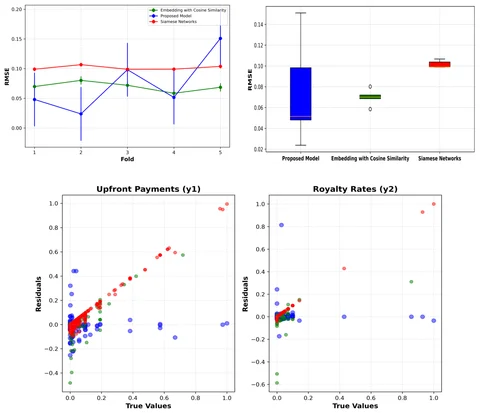 Embedding with Cosine Similarity
Proposed Model
Siamese Networks
RMSE
0.20
0.15
0.10
0.05
0.00
1 2 3 4 5
Fold
RMSE
0.14
0.12
0.10
0.08
0.06
0.04
0.02
Proposed Model Embedding with Cosine Similarity Siamese Networks
Upfront Payments (y1)
Residuals
1.0
0.8
0.6
0.4
0.2
0.0
−0.2
−0.4
0.0 0.2 0.4 0.6 0.8 1.0
True Values
Royalty Rates (y2)
Residuals
1.0
0.8
0.6
0.4
0.2
0.0
−0.2
−0.4
−0.6
0.0 0.2 0.4 0.6 0.8 1.0
True Values